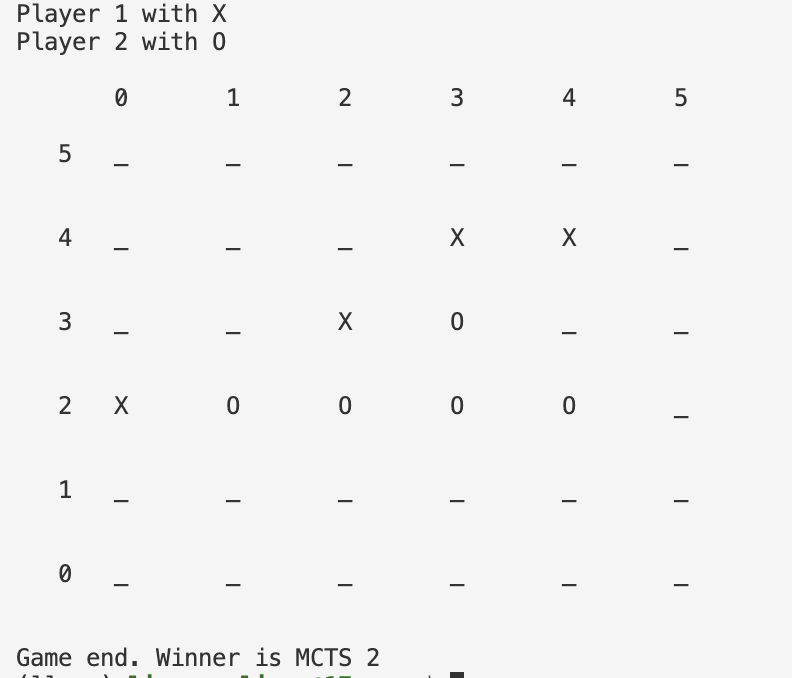 Player 1 with X
Player 2 with O
0 1 2 3 4 5
5 _ _ _ _ _ _
4 _ _ _ X X _
3 _ _ X O _ _
2 X O O O O _
1 _ _ _ _ _ _
0 _ _ _ _ _ _
Game end. Winner is MCTS 2